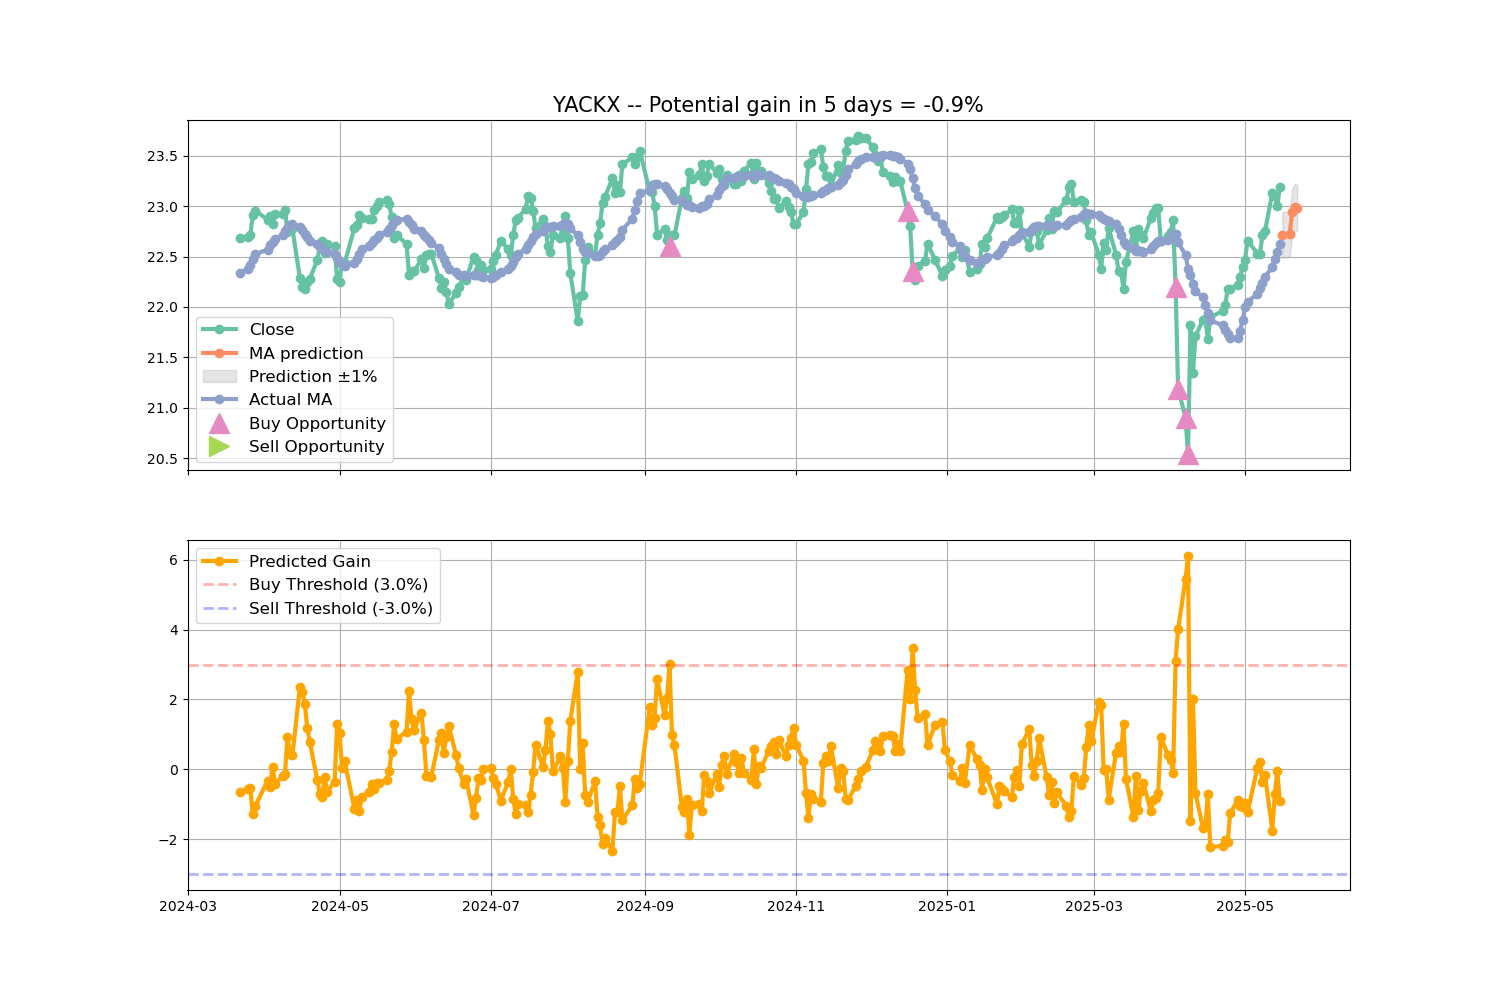 YACKX -- Potential gain in 5 days = -0.9%
23.5
23.0
22.5
22.0
21.5
21.0
20.5
Close
MA prediction
Prediction ±1%
Actual MA
Buy Opportunity
Sell Opportunity
6
4
2
0
−2
Predicted Gain
Buy Threshold (3.0%)
Sell Threshold (-3.0%)
2024-03 2024-05 2024-07 2024-09 2024-11 2025-01 2025-03 2025-05